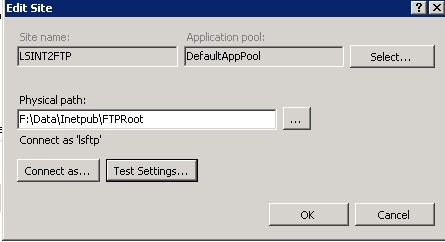 Edit Site
?
X
Site name:
Application pool:
LSINT2FTP
DefaultAppPool
Select...
Physical path:
F:\Data\Inetpub\FTPRoot
...
Connect as 'lsftp'
Connect as...
Test Settings...
OK
Cancel